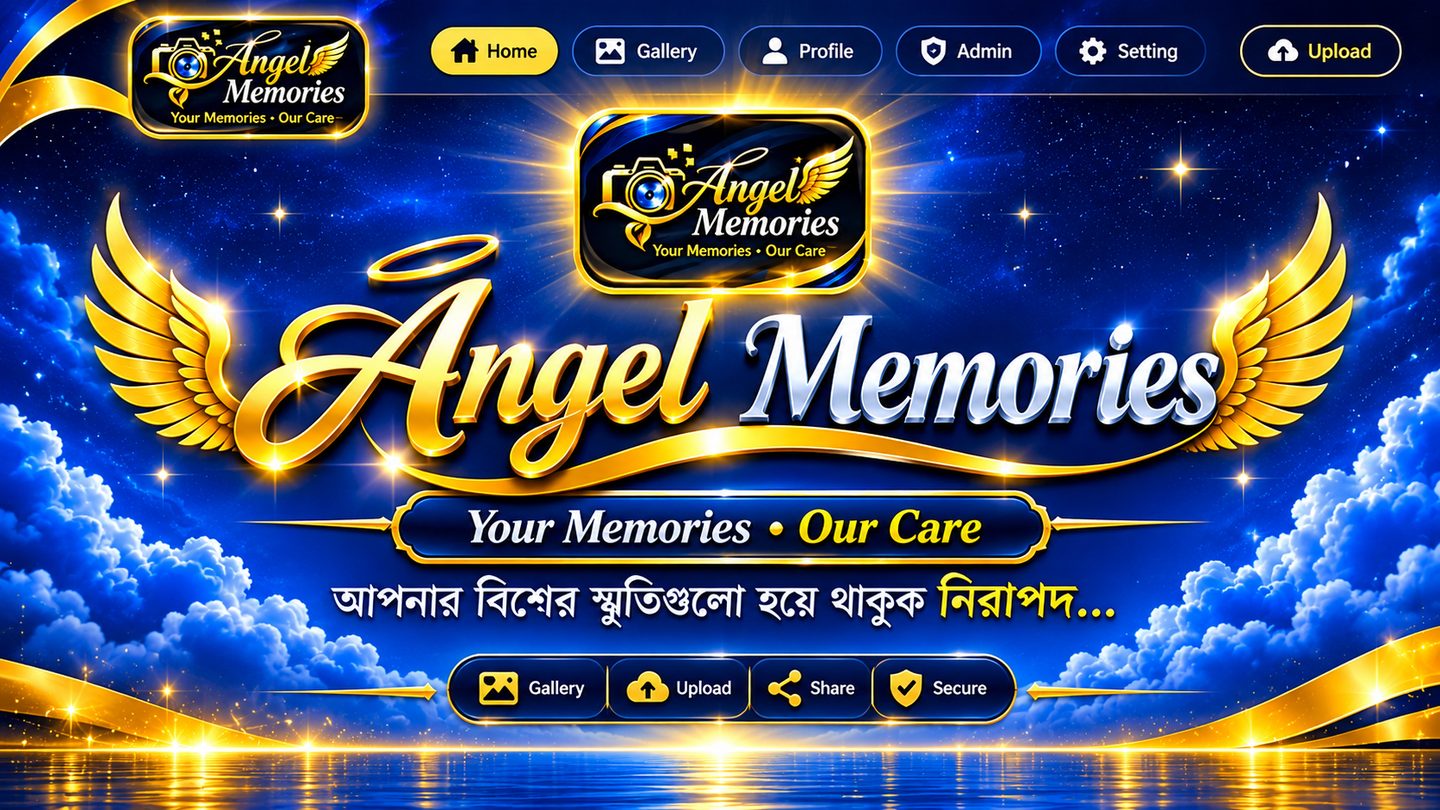 Angel
Memories
Your Memories • Our Care
Home
Gallery
Profile
Admin
Setting
Upload
Angel
Memories
Your Memories • Our Care
Angel Memories
Your Memories • Our Care
আপনার বিশের স্মৃতিগুলো হয়ে থাকুক নিরাপদ...
Gallery
Upload
Share
Secure